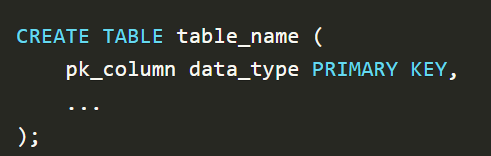 CREATE TABLE table_name (
    pk_column data_type PRIMARY KEY,
    ...
);